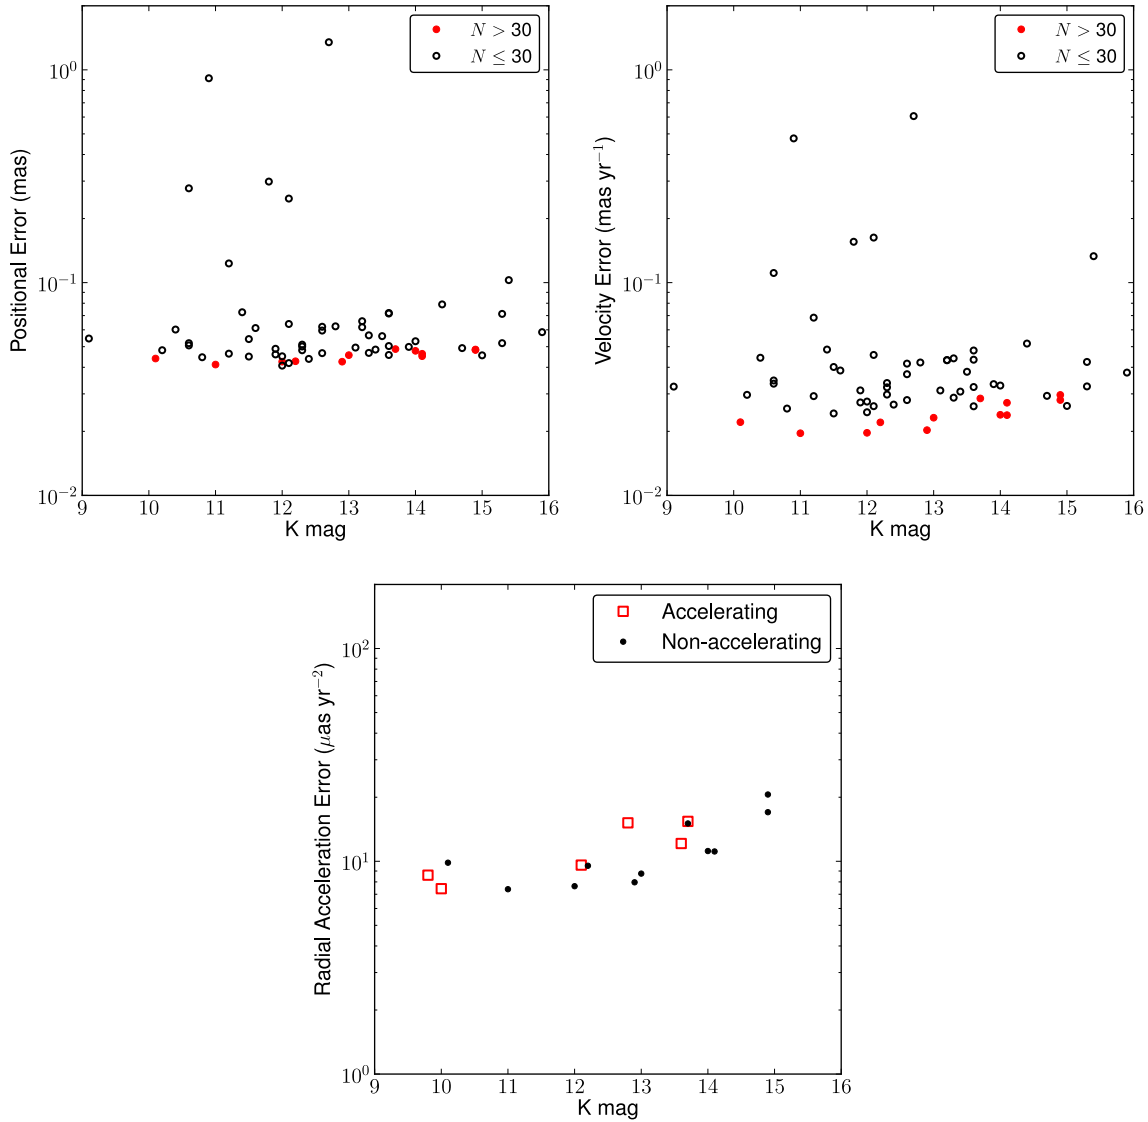 N > 30
N ≤ 30
10⁰
10⁻¹
10⁻²
Positional Error (mas)
9 10 11 12 13 14 15 16
K mag
N > 30
N ≤ 30
10⁰
10⁻¹
10⁻²
Velocity Error (mas yr⁻¹)
9 10 11 12 13 14 15 16
K mag
Accelerating
Non-accelerating
10²
10¹
10⁰
Radial Acceleration Error (μas yr⁻²)
9 10 11 12 13 14 15 16
K mag